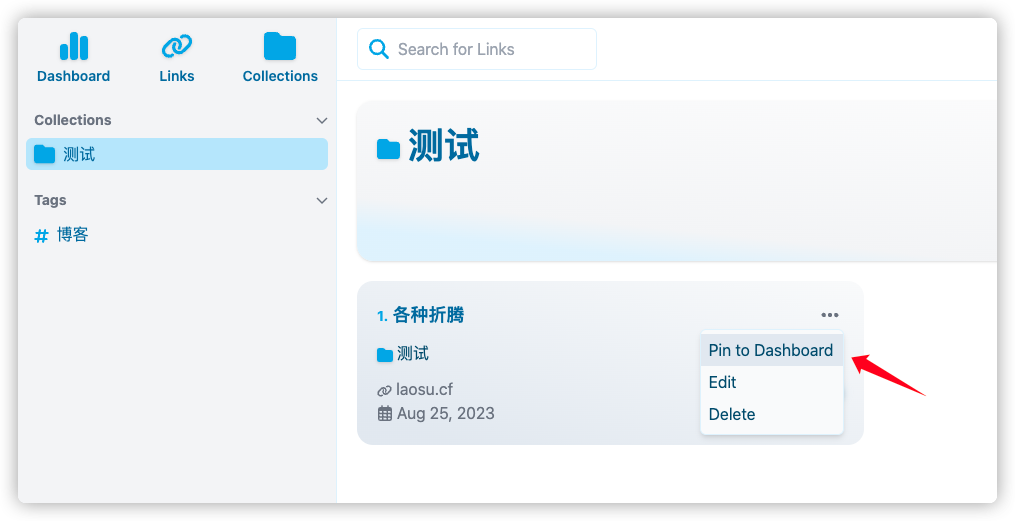 Dashboard
Links
Collections
Search for Links
Collections
测试
Tags
# 博客
测试
1. 各种折腾
测试
laosu.cf
Aug 25, 2023
Pin to Dashboard
Edit
Delete